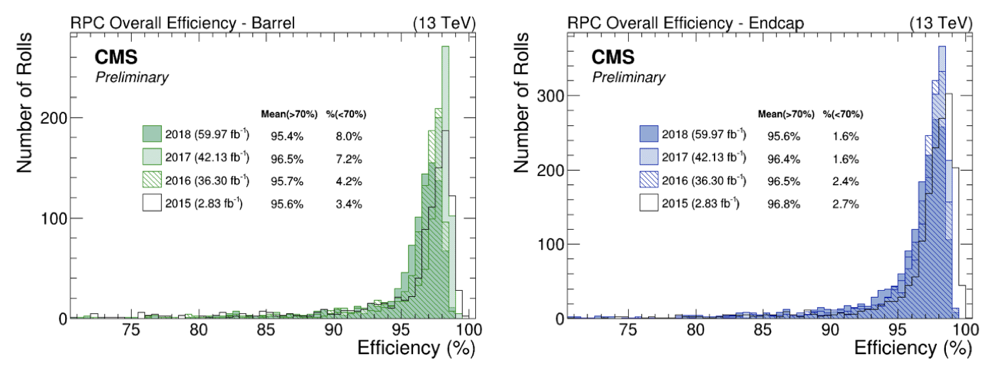 RPC Overall Efficiency - Barrel (13 TeV)
CMS
Preliminary
Mean(>70%) %(<70%)
2018 (59.97 fb⁻¹) 95.4% 8.0%
2017 (42.13 fb⁻¹) 96.5% 7.2%
2016 (36.30 fb⁻¹) 95.7% 4.2%
2015 (2.83 fb⁻¹) 95.6% 3.4%
Number of Rolls
200
100
0
75 80 85 90 95 100
Efficiency (%)
RPC Overall Efficiency - Endcap (13 TeV)
CMS
Preliminary
Mean(>70%) %(<70%)
2018 (59.97 fb⁻¹) 95.6% 1.6%
2017 (42.13 fb⁻¹) 96.4% 1.6%
2016 (36.30 fb⁻¹) 96.5% 2.4%
2015 (2.83 fb⁻¹) 96.8% 2.7%
Number of Rolls
300
200
100
0
75 80 85 90 95 100
Efficiency (%)